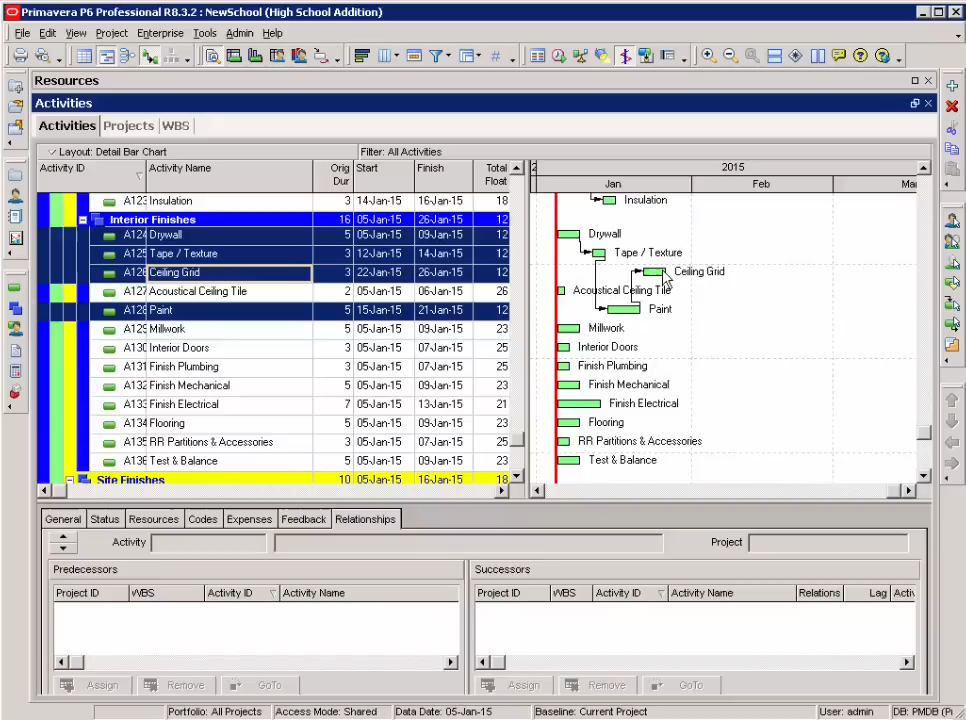 Primavera P6 Professional R8.3.2 : NewSchool (High School Addition)
File Edit View Project Enterprise Tools Admin Help
Resources
Activities
Activities Projects WBS
Layout: Detail Bar Chart Filter: All Activities
Activity ID Activity Name Orig Dur Start Finish Total Float 2015
Jan Feb Mar
A123 Insulation 3 14-Jan-15 16-Jan-15 18 Insulation
Interior Finishes 16 05-Jan-15 26-Jan-15 12
A124 Drywall 5 05-Jan-15 09-Jan-15 12 Drywall
A125 Tape / Texture 3 12-Jan-15 14-Jan-15 12 Tape / Texture
A126 Ceiling Grid 3 22-Jan-15 26-Jan-15 12 Ceiling Grid
A127 Acoustical Ceiling Tile 2 05-Jan-15 06-Jan-15 26 Acoustical Ceiling Tile
A128 Paint 5 15-Jan-15 21-Jan-15 12 Paint
A129 Millwork 5 05-Jan-15 09-Jan-15 23 Millwork
A130 Interior Doors 3 05-Jan-15 07-Jan-15 25 Interior Doors
A131 Finish Plumbing 3 05-Jan-15 07-Jan-15 25 Finish Plumbing
A132 Finish Mechanical 5 05-Jan-15 09-Jan-15 23 Finish Mechanical
A133 Finish Electrical 7 05-Jan-15 13-Jan-15 21 Finish Electrical
A134 Flooring 5 05-Jan-15 09-Jan-15 23 Flooring
A135 RR Partitions & Accessories 3 05-Jan-15 07-Jan-15 25 RR Partitions & Accessories
A136 Test & Balance 5 05-Jan-15 09-Jan-15 23 Test & Balance
Site Finishes 10 05-Jan-15 16-Jan-15 18
General Status Resources Codes Expenses Feedback Relationships
Activity Project
Predecessors Successors
Project ID WBS Activity ID Activity Name Project ID WBS Activity ID Activity Name Relations Lag Activ
Assign Remove GoTo Assign Remove GoTo
Portfolio: All Projects Access Mode: Shared Data Date: 05-Jan-15 Baseline: Current Project User: admin DB: PMDB (P